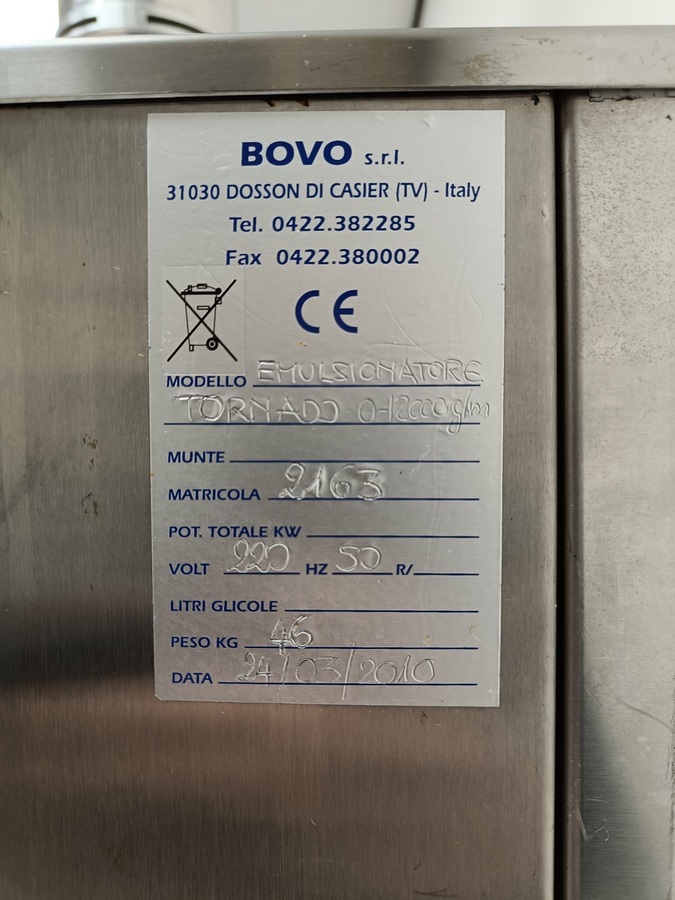 BOVO s.r.l.
31030 DOSSON DI CASIER (TV) - Italy
Tel. 0422.382285
Fax 0422.380002
CE
MODELLO EMULSIONATORE
TORNADO 0-12000 g/m
MUNTE
MATRICOLA 2163
POT. TOTALE KW
VOLT 220 HZ 50 R/
LITRI GLICOLE
PESO KG 46
DATA 24/03/2010